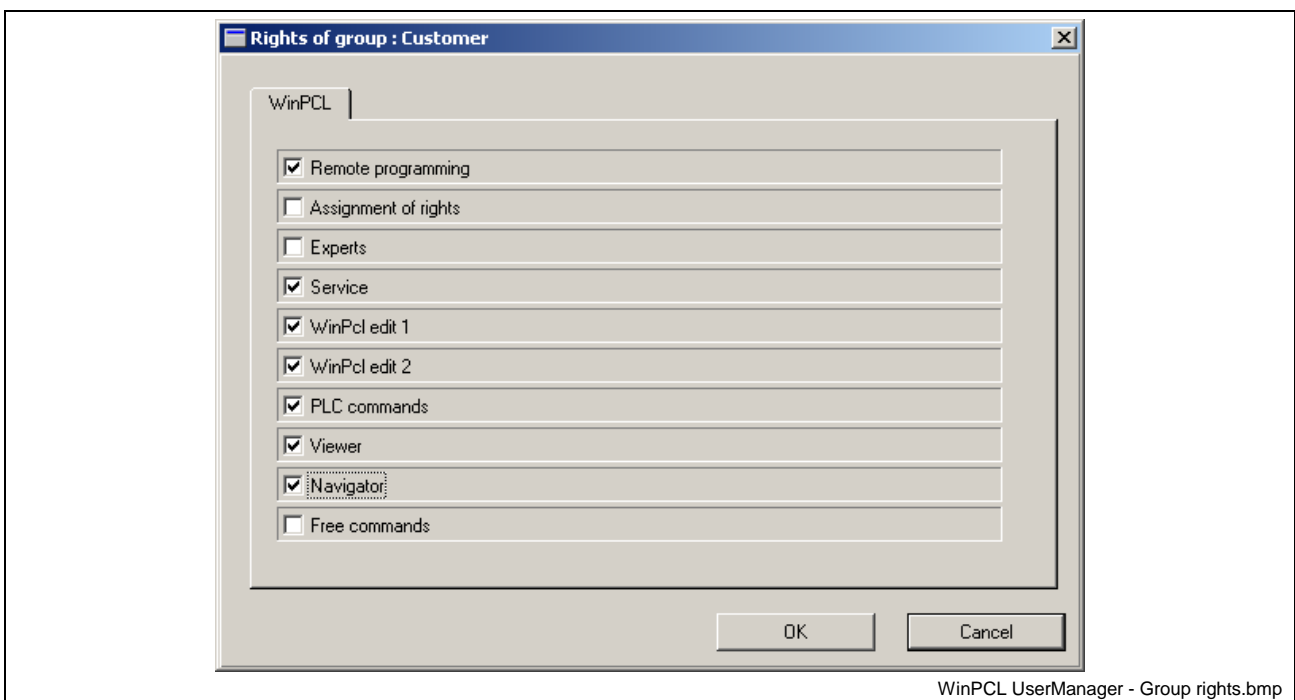 Rights of group : Customer
WinPCL
Remote programming
Assignment of rights
Experts
Service
WinPcl edit 1
WinPcl edit 2
PLC commands
Viewer
Navigator
Free commands
OK Cancel
WinPCL UserManager - Group rights.bmp